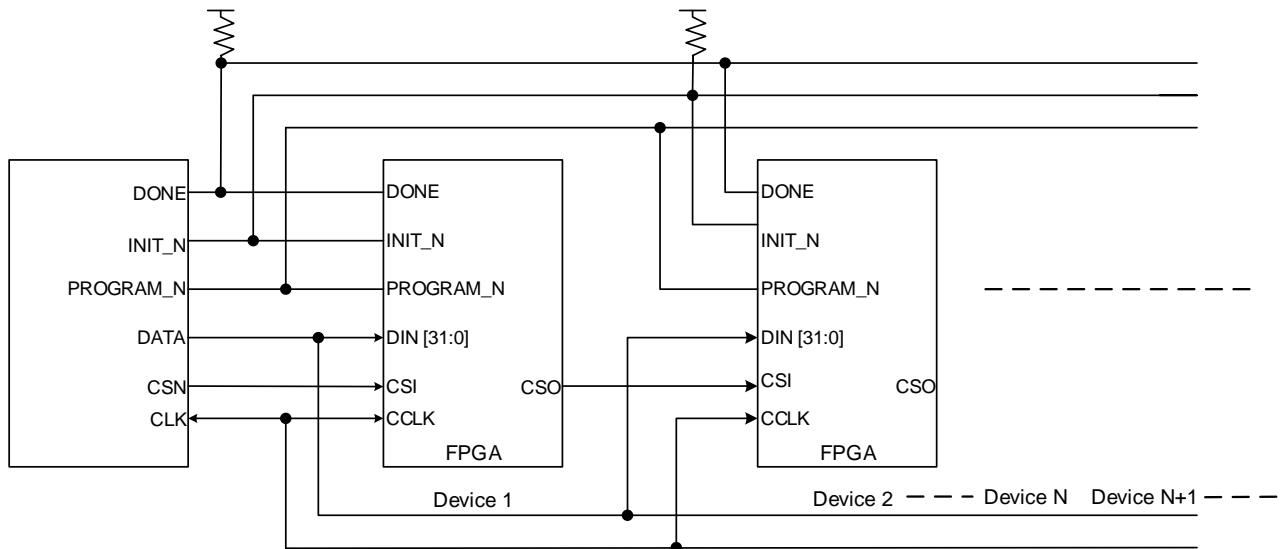 DONE
INIT_N
PROGRAM_N
DATA
CSN
CLK
DONE
INIT_N
PROGRAM_N
DIN [31:0]
CSI
CSO
CCLK
FPGA
Device 1
DONE
INIT_N
PROGRAM_N
DIN [31:0]
CSI
CSO
CCLK
FPGA
Device 2
Device N
Device N+1